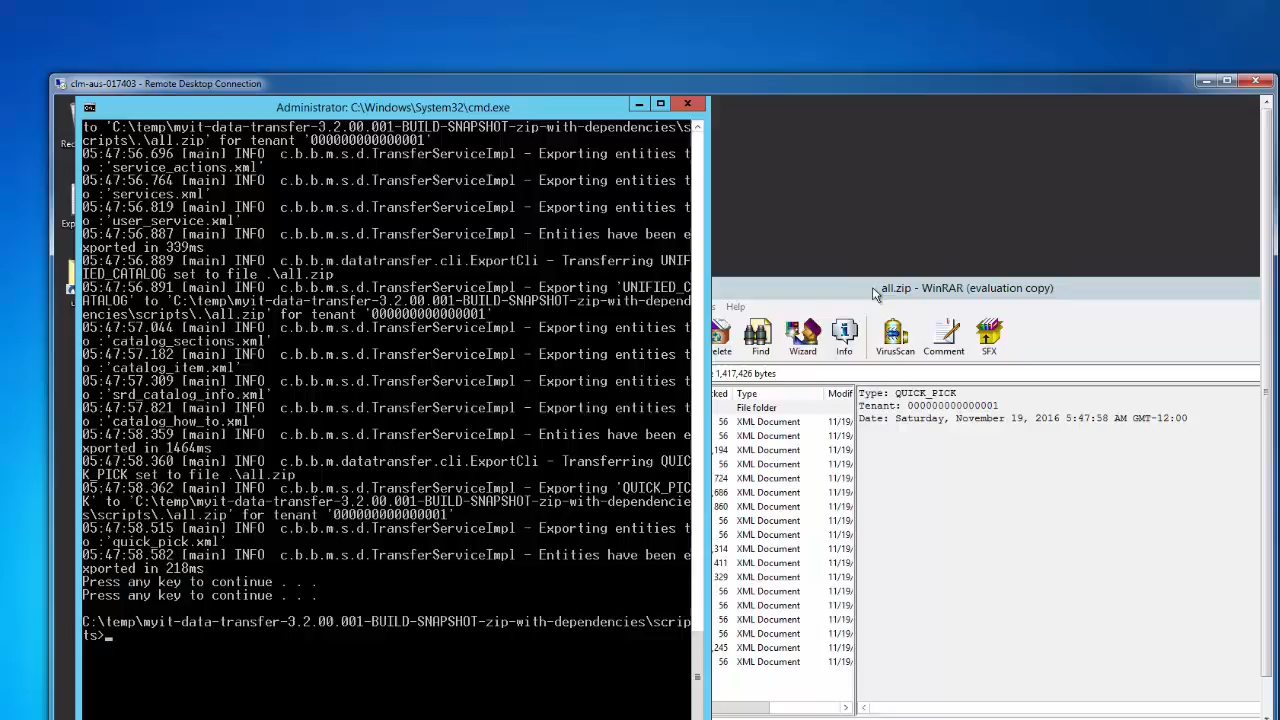 clm-aus-017403 - Remote Desktop Connection
Administrator: C:\Windows\System32\cmd.exe
to 'C:\temp\myit-data-transfer-3.2.00.001-BUILD-SNAPSHOT-zip-with-dependencies\s
cripts\.\all.zip' for tenant '000000000000001'
05:47:56.696 [main] INFO  c.b.b.m.s.d.TransferServiceImpl - Exporting entities t
o :'service_actions.xml'
05:47:56.764 [main] INFO  c.b.b.m.s.d.TransferServiceImpl - Exporting entities t
o :'services.xml'
05:47:56.819 [main] INFO  c.b.b.m.s.d.TransferServiceImpl - Exporting entities t
o :'user_service.xml'
05:47:56.887 [main] INFO  c.b.b.m.s.d.TransferServiceImpl - Entities have been e
xported in 339ms
05:47:56.889 [main] INFO  c.b.b.m.datatransfer.cli.ExportCli - Transferring UNIF
IED_CATALOG set to file .\all.zip
05:47:56.891 [main] INFO  c.b.b.m.s.d.TransferServiceImpl - Exporting 'UNIFIED_C
ATALOG' to 'C:\temp\myit-data-transfer-3.2.00.001-BUILD-SNAPSHOT-zip-with-depend
encies\scripts\.\all.zip' for tenant '000000000000001'
05:47:57.044 [main] INFO  c.b.b.m.s.d.TransferServiceImpl - Exporting entities t
o :'catalog_sections.xml'
05:47:57.182 [main] INFO  c.b.b.m.s.d.TransferServiceImpl - Exporting entities t
o :'catalog_item.xml'
05:47:57.309 [main] INFO  c.b.b.m.s.d.TransferServiceImpl - Exporting entities t
o :'srd_catalog_info.xml'
05:47:57.821 [main] INFO  c.b.b.m.s.d.TransferServiceImpl - Exporting entities t
o :'catalog_how_to.xml'
05:47:58.359 [main] INFO  c.b.b.m.s.d.TransferServiceImpl - Entities have been e
xported in 1464ms
05:47:58.360 [main] INFO  c.b.b.m.datatransfer.cli.ExportCli - Transferring QUIC
K_PICK set to file .\all.zip
05:47:58.362 [main] INFO  c.b.b.m.s.d.TransferServiceImpl - Exporting 'QUICK_PIC
K' to 'C:\temp\myit-data-transfer-3.2.00.001-BUILD-SNAPSHOT-zip-with-dependencie
s\scripts\.\all.zip' for tenant '000000000000001'
05:47:58.515 [main] INFO  c.b.b.m.s.d.TransferServiceImpl - Exporting entities t
o :'quick_pick.xml'
05:47:58.582 [main] INFO  c.b.b.m.s.d.TransferServiceImpl - Entities have been e
xported in 218ms
Press any key to continue . . .
Press any key to continue . . .
C:\temp\myit-data-transfer-3.2.00.001-BUILD-SNAPSHOT-zip-with-dependencies\scrip
ts>
all.zip - WinRAR (evaluation copy)
s Help
elete Find Wizard Info VirusScan Comment SFX
1,417,426 bytes
cked Type Modif
File folder
56 XML Document 11/19/
56 XML Document 11/19/
,194 XML Document 11/19/
56 XML Document 11/19/
724 XML Document 11/19/
,686 XML Document 11/19/
860 XML Document 11/19/
56 XML Document 11/19/
56 XML Document 11/19/
,314 XML Document 11/19/
411 XML Document 11/19/
329 XML Document 11/19/
56 XML Document 11/19/
56 XML Document 11/19/
56 XML Document 11/19/
56 XML Document 11/19/
,245 XML Document 11/19/
56 XML Document 11/19/
Type: QUICK_PICK
Tenant: 000000000000001
Date: Saturday, November 19, 2016 5:47:58 AM GMT-12:00